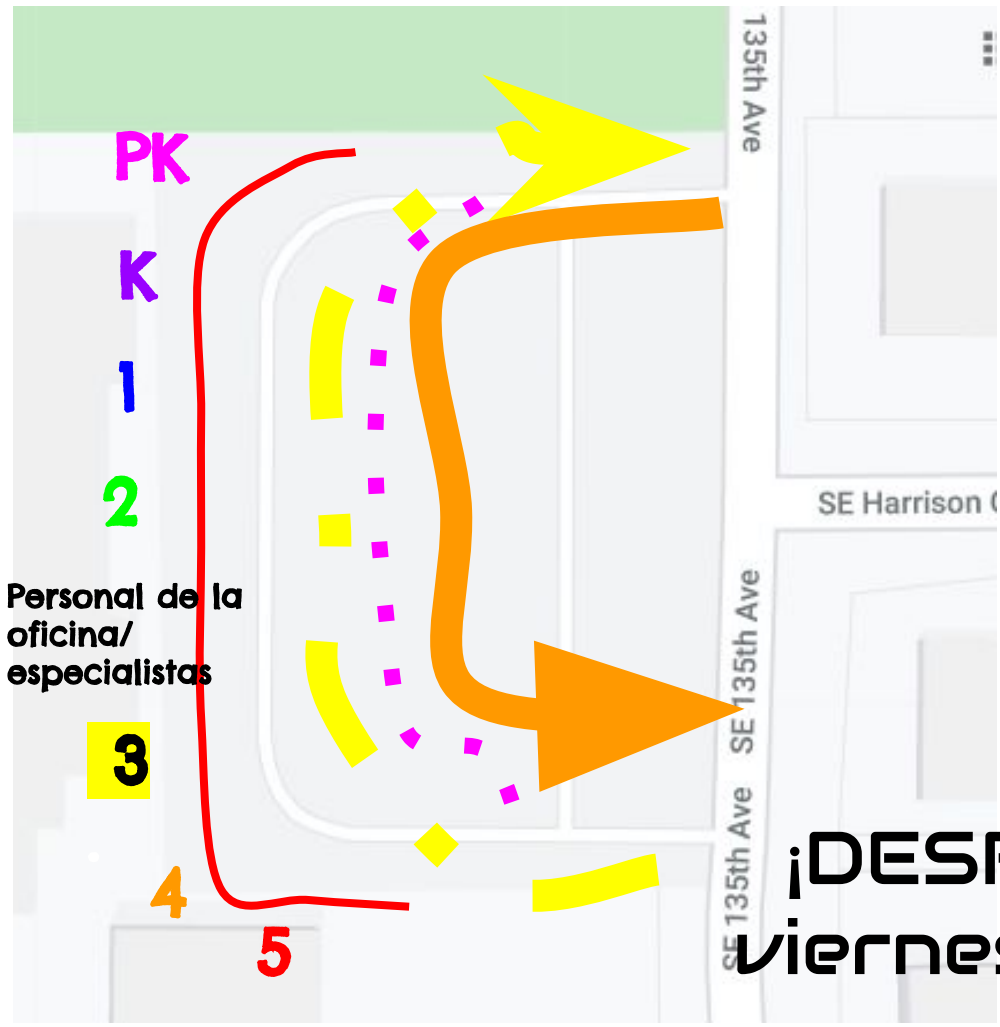 135th Ave
PK
K
1
2
SE Harrison
Personal de la
oficina/
especialistas
SE 135th Ave
3
SE 135th Ave
4
5
¡DESP
viernes